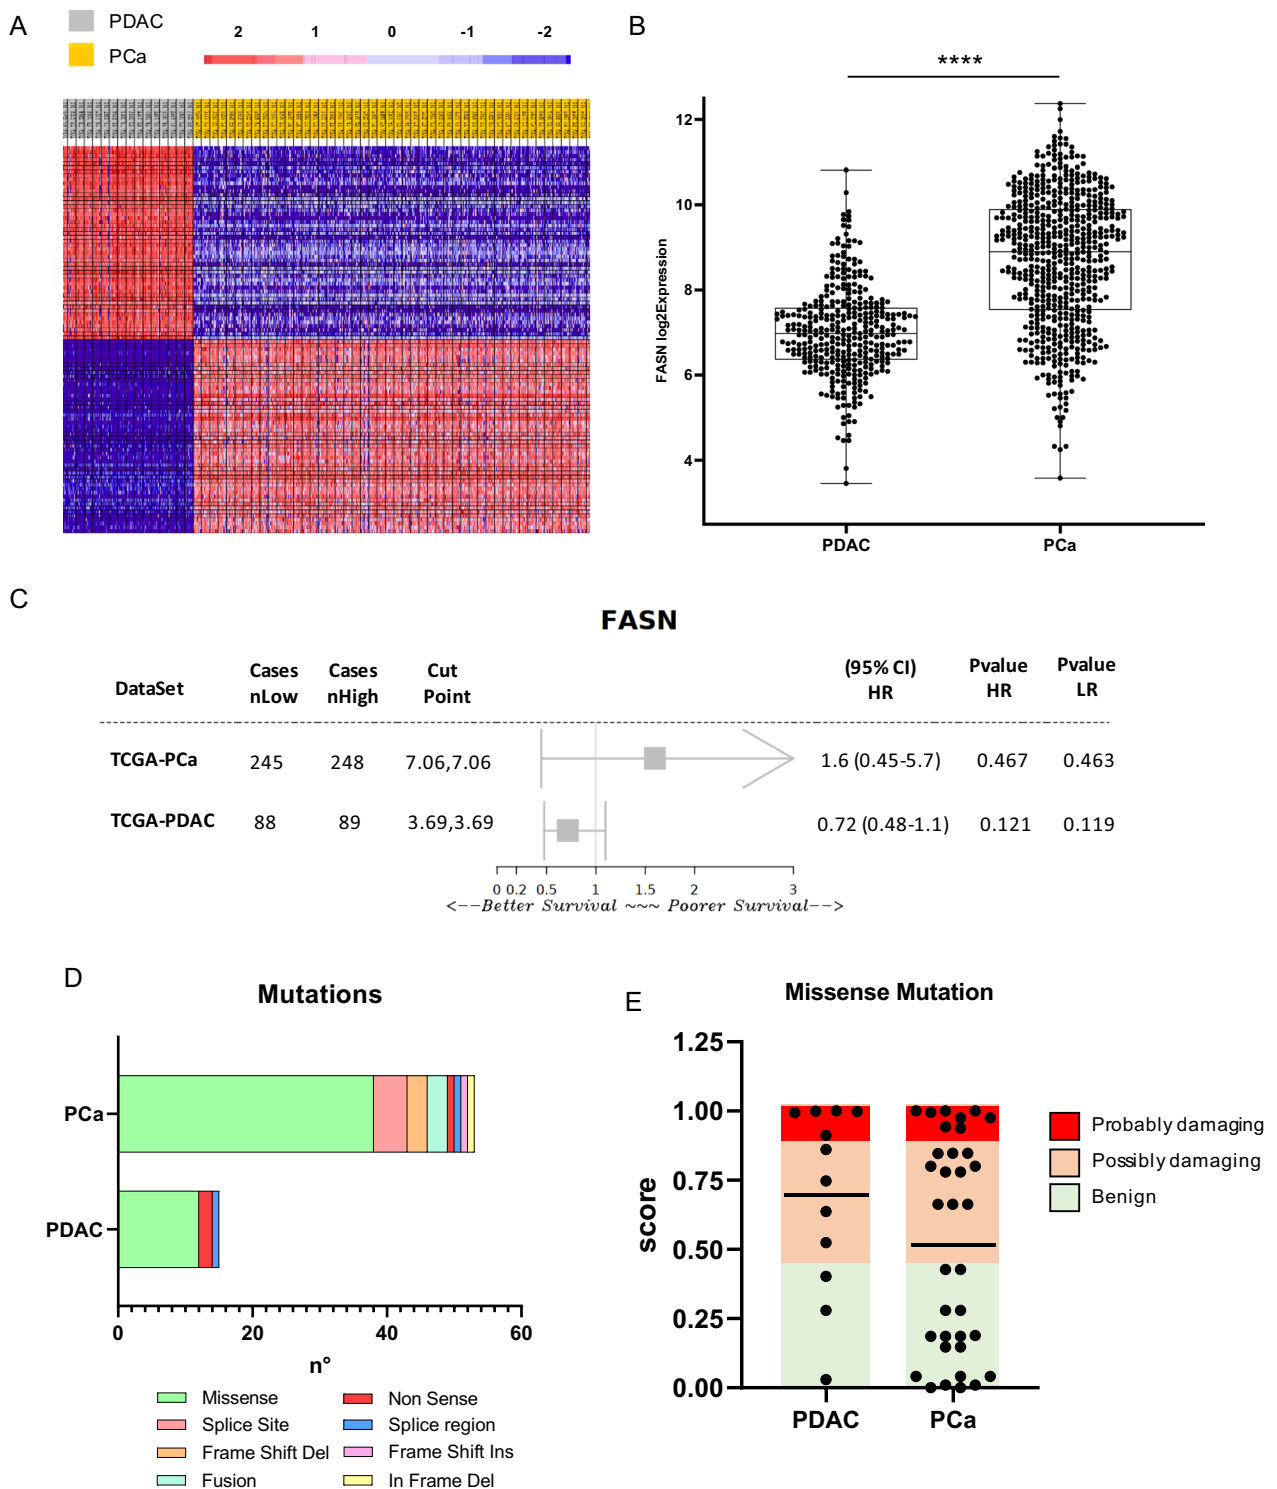 A
PDAC
PCa
2 1 0 -1 -2
B
****
FASN log2Expression
12
10
8
6
4
PDAC PCa
C
FASN
DataSet Cases nLow Cases nHigh Cut Point (95% CI) HR Pvalue HR Pvalue LR
TCGA-PCa 245 248 7.06,7.06 1.6 (0.45-5.7) 0.467 0.463
TCGA-PDAC 88 89 3.69,3.69 0.72 (0.48-1.1) 0.121 0.119
0 0.2 0.5 1 1.5 2 3
<--Better Survival ~~~ Poorer Survival-->
D
Mutations
PCa
PDAC
0 20 40 60
n°
Missense
Non Sense
Splice Site
Splice region
Frame Shift Del
Frame Shift Ins
Fusion
In Frame Del
E
Missense Mutation
score
1.25
1.00
0.75
0.50
0.25
0.00
PDAC PCa
Probably damaging
Possibly damaging
Benign